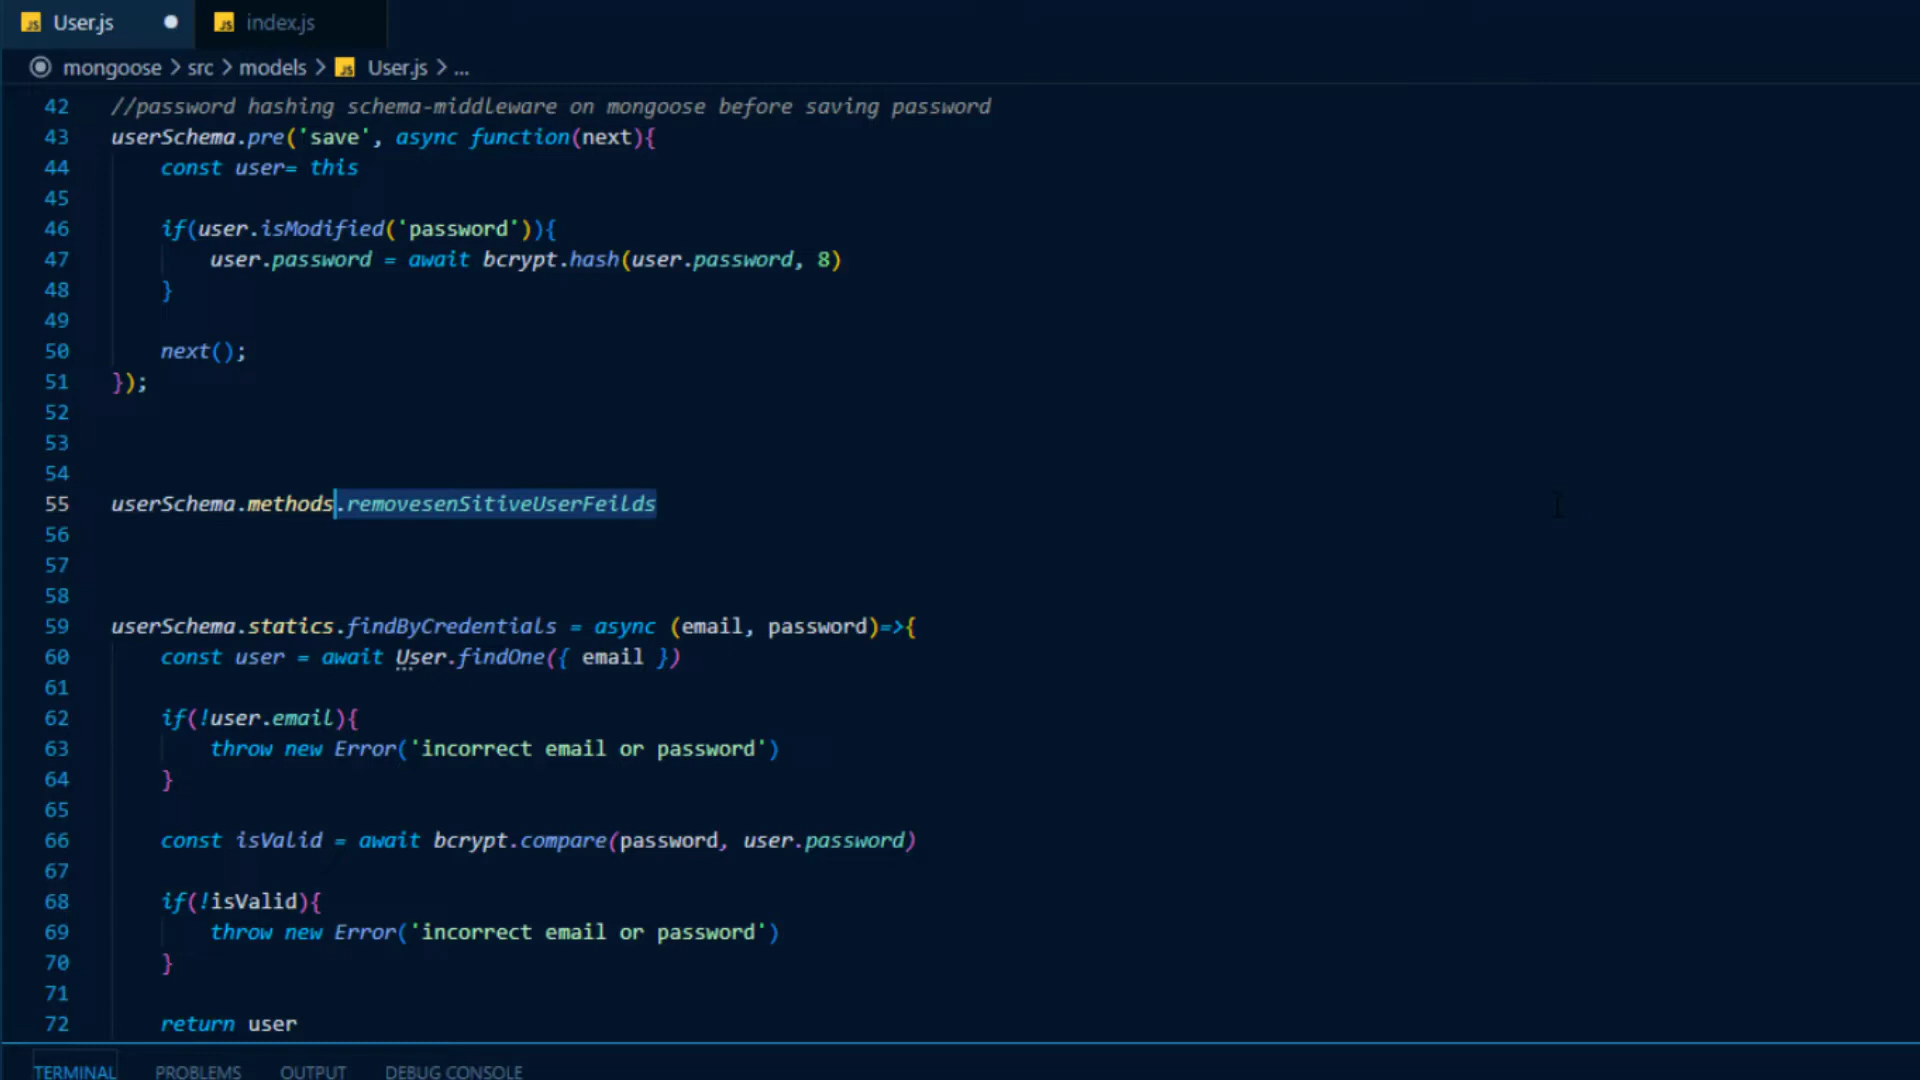 JS User.js JS index.js
mongoose > src > models > JS User.js > ...
42 //password hashing schema-middleware on mongoose before saving password
43 userSchema.pre('save', async function(next){
44 const user= this
45
46 if(user.isModified('password')){
47 user.password = await bcrypt.hash(user.password, 8)
48 }
49
50 next();
51 });
52
53
54
55 userSchema.methods.removesenSitiveUserFeilds
56
57
58
59 userSchema.statics.findByCredentials = async (email, password)=>{
60 const user = await User.findOne({ email })
61
62 if(!user.email){
63 throw new Error('incorrect email or password')
64 }
65
66 const isValid = await bcrypt.compare(password, user.password)
67
68 if(!isValid){
69 throw new Error('incorrect email or password')
70 }
71
72 return user
TERMINAL PROBLEMS OUTPUT DEBUG CONSOLE